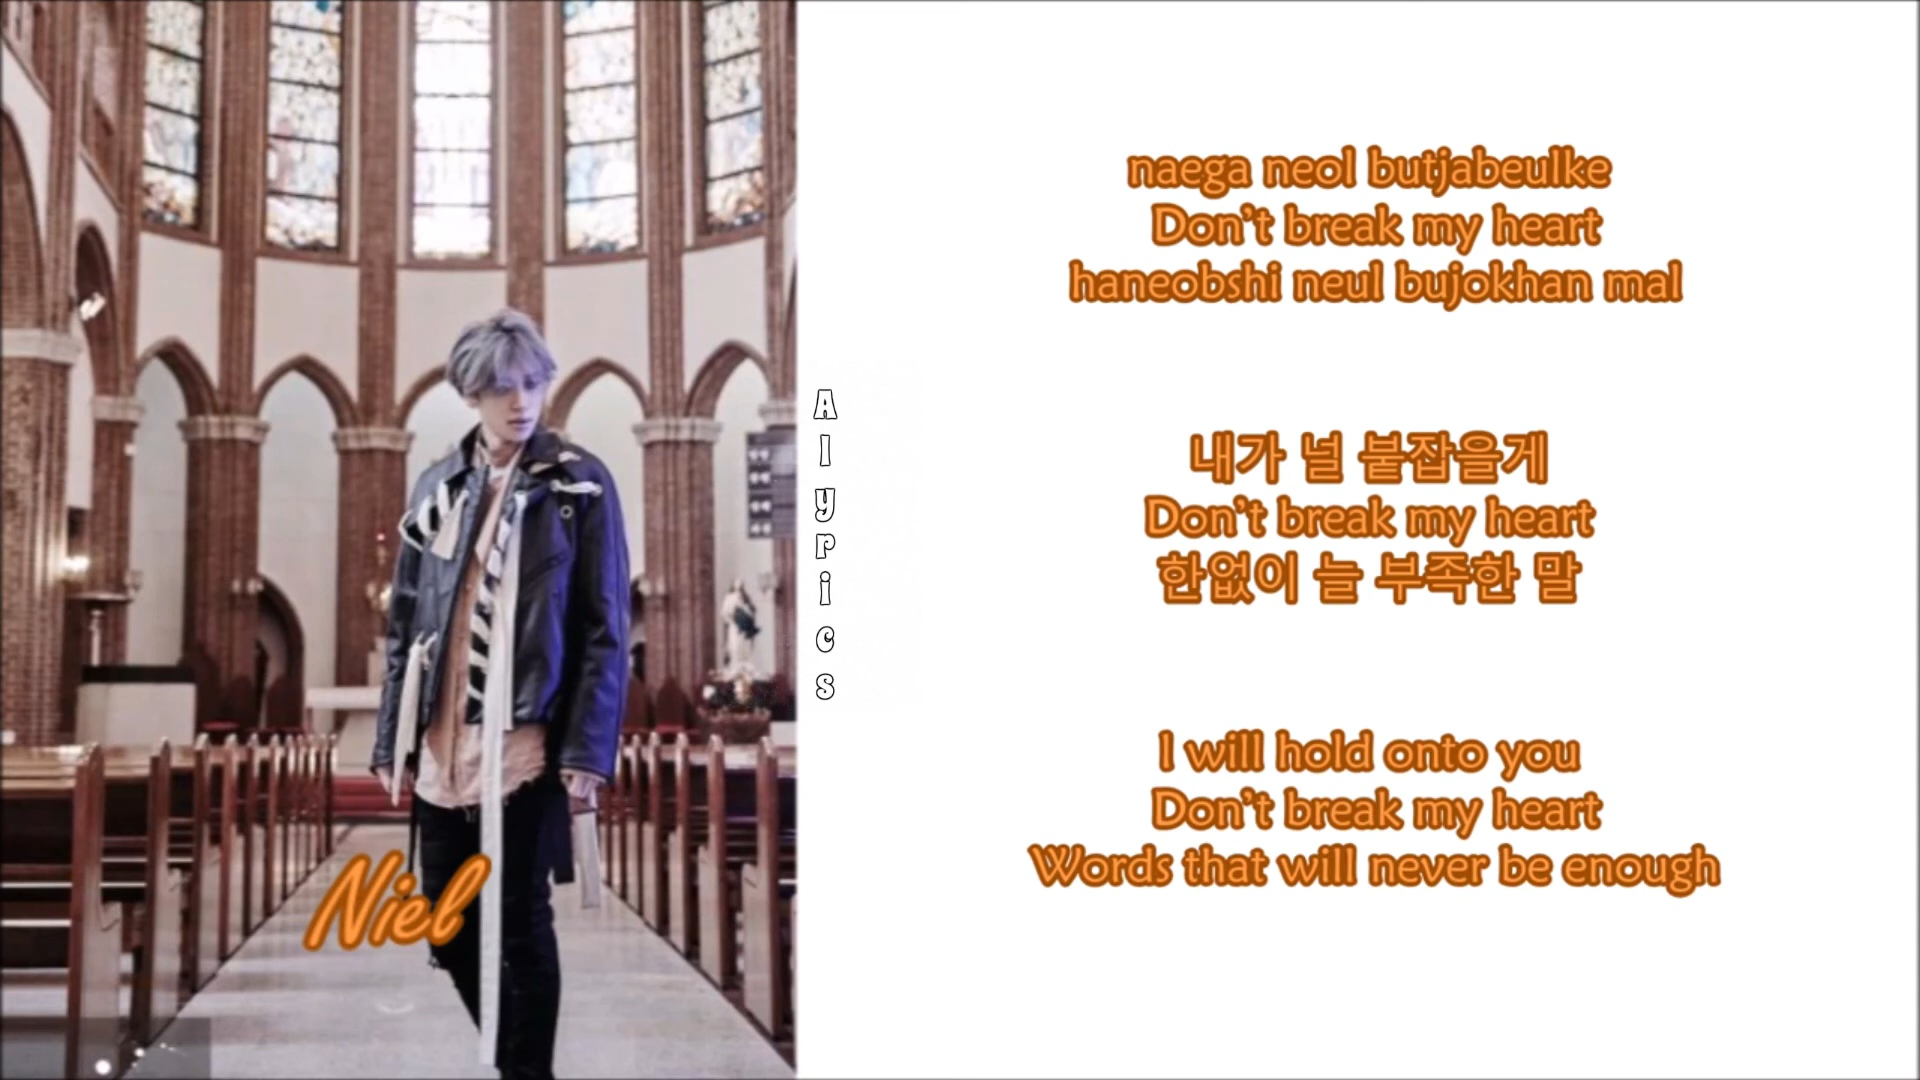 Niel
Alypics
naega neol butjabeulke
Don't break my heart
haneobshi neul bujokhan mal
내가 널 붙잡을게
Don't break my heart
한없이 늘 부족한 말
I will hold onto you
Don't break my heart
Words that will never be enough